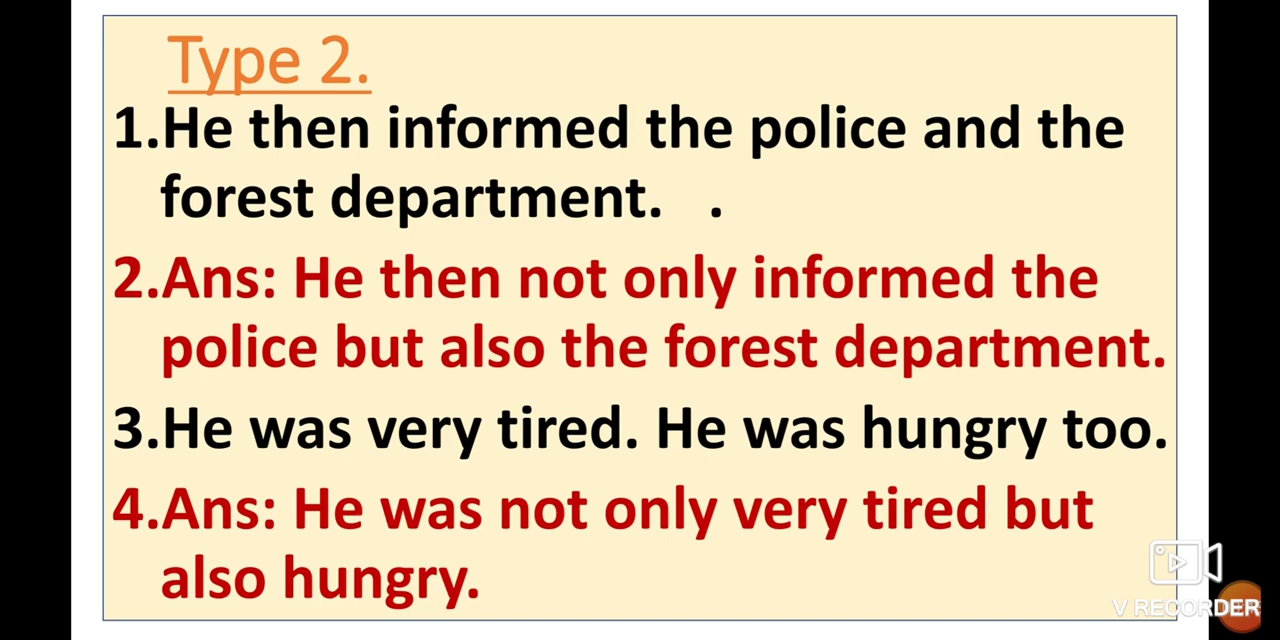 Type 2.
1.He then informed the police and the
forest department. .
2.Ans: He then not only informed the
police but also the forest department.
3.He was very tired. He was hungry too.
4.Ans: He was not only very tired but
also hungry.
V RECORDER